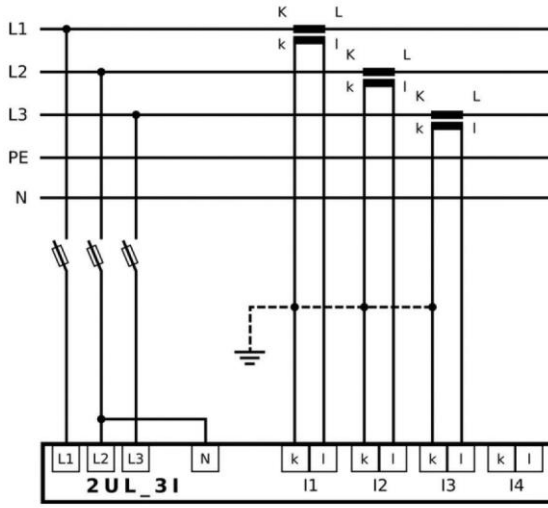 K L
L1
k l
K L
L2
k l
K L
L3
k l
PE
N
L1 L2 L3 N k l k l k l k l
2UL_3I I1 I2 I3 I4